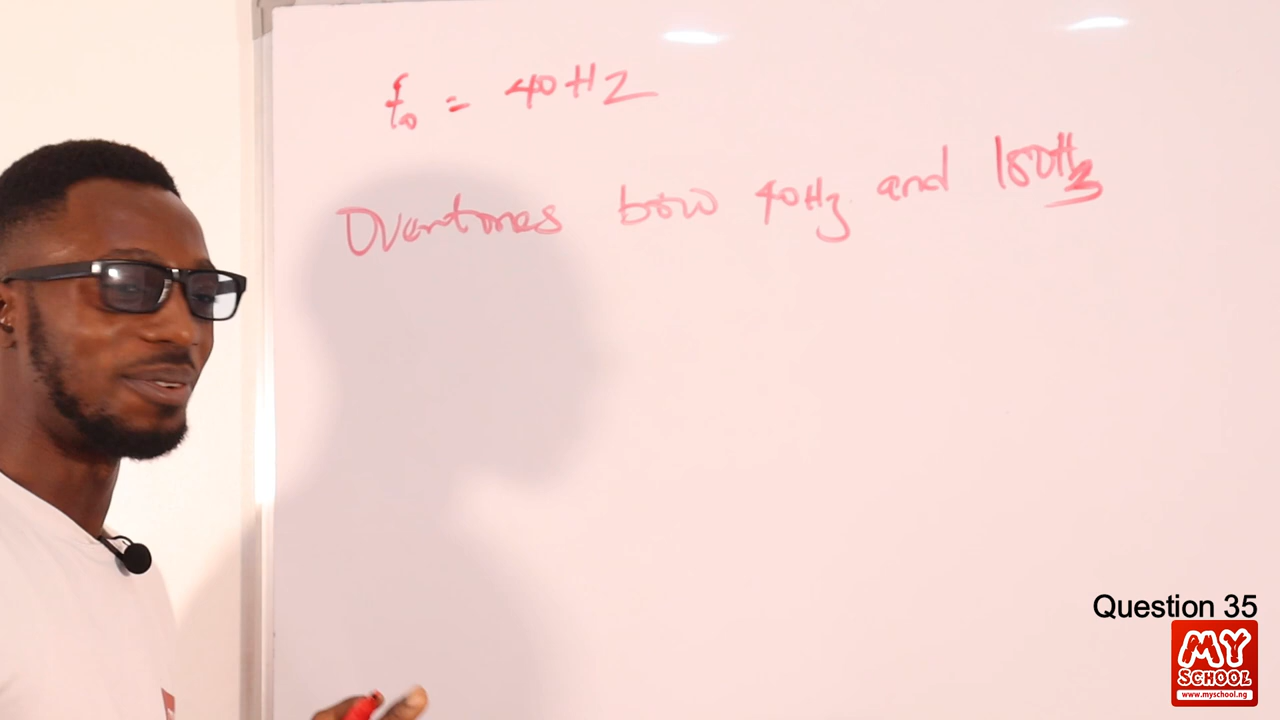 f₀ = 40HZ
Overtones btw 40Hz and 180Hz
Question 35
MY
SCHOOL
www.myschool.ng